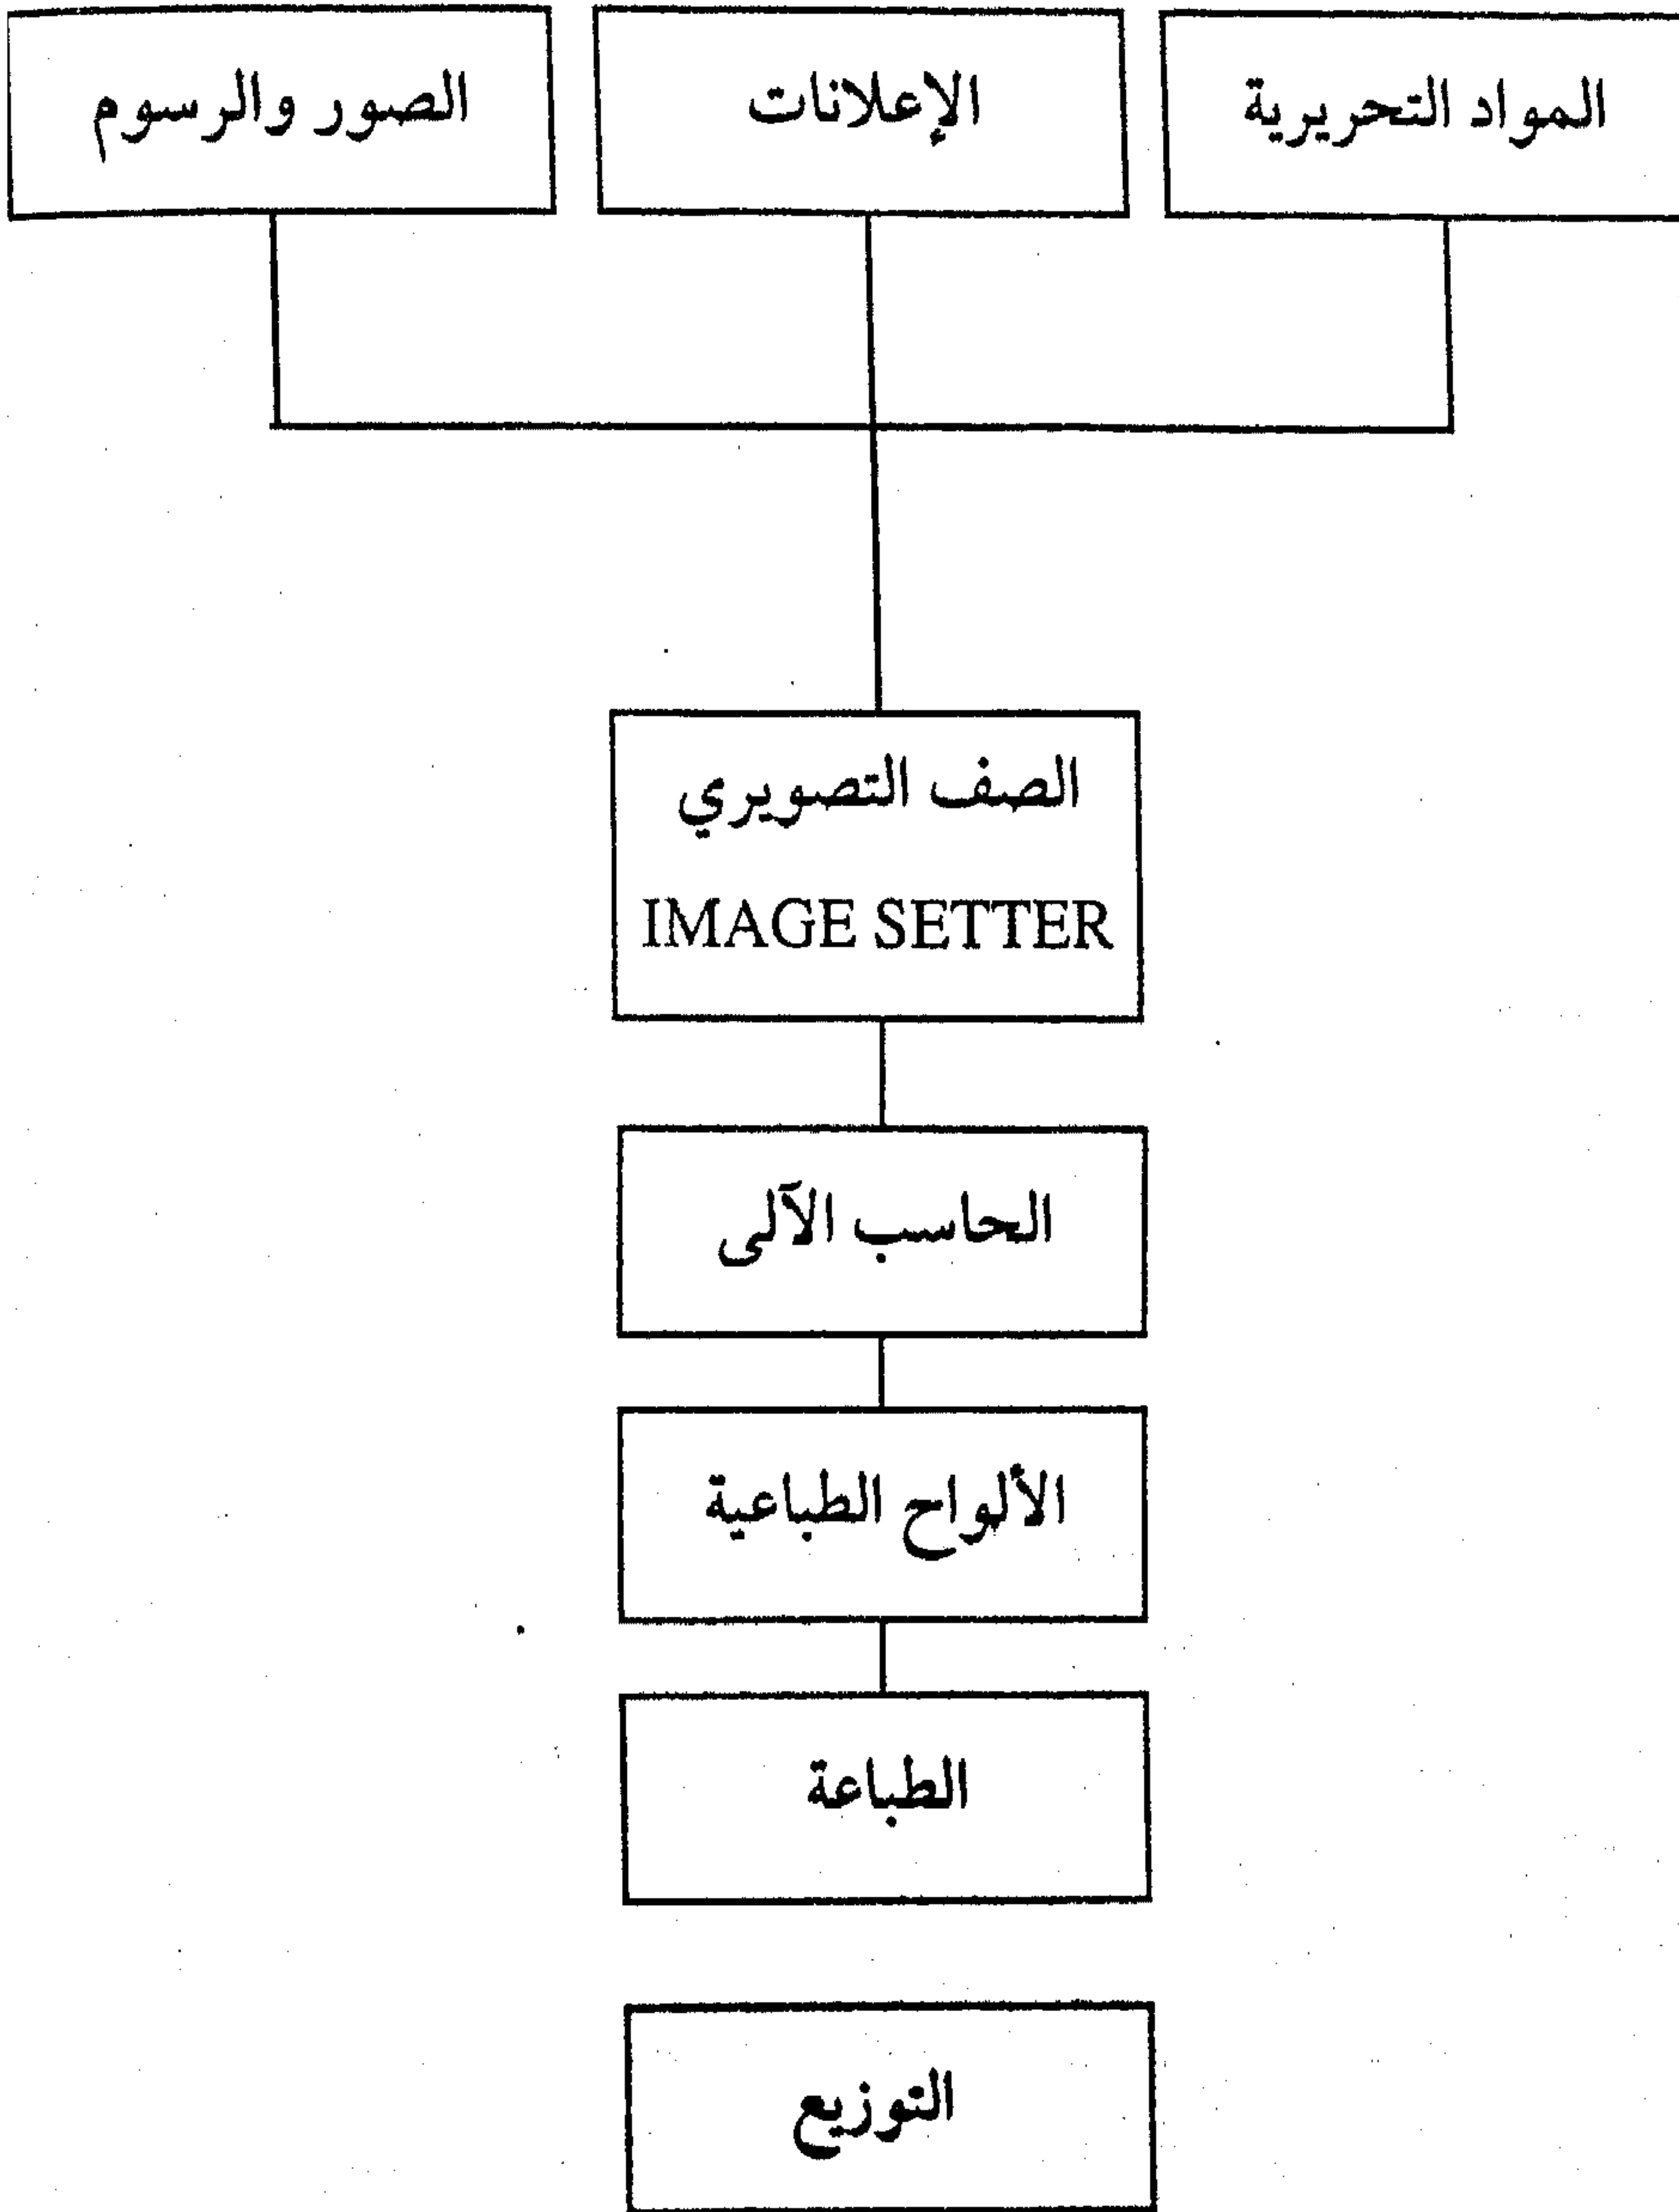 المواد التحريرية
الإعلانات
الصور والرسوم
الصف التصويري
IMAGE SETTER
الحاسب الآلى
الألواح الطباعية
الطباعة
التوزيع